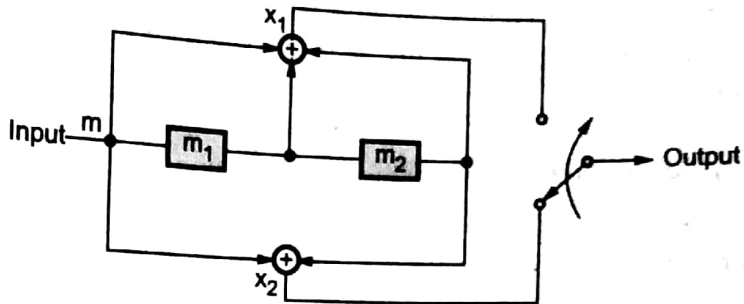 x₁
Input m
m₁
m₂
Output
x₂